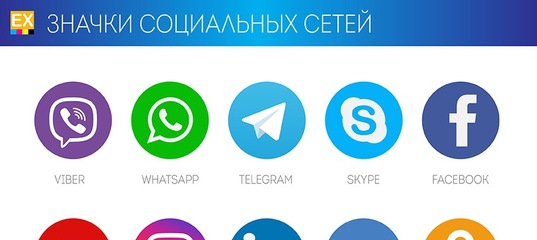 EX ЗНАЧКИ СОЦИАЛЬНЫХ СЕТЕЙ
VIBER WHATSAPP TELEGRAM SKYPE FACEBOOK